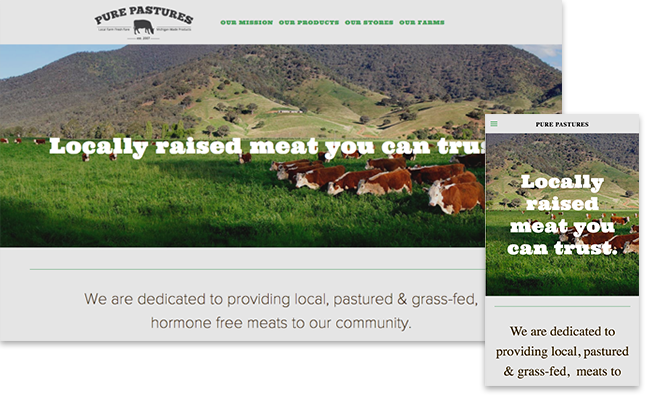 PURE PASTURES
Local Farm Fresh Face Michigan Made Products
est. 2007
OUR MISSION OUR PRODUCTS OUR STORES OUR FARMS
Locally raised meat you can trus
We are dedicated to providing local, pastured & grass-fed,
hormone free meats to our community.
PURE PASTURES
Locally
raised
meat you
can trust.
We are dedicated to
providing local, pastured
& grass-fed, meats to